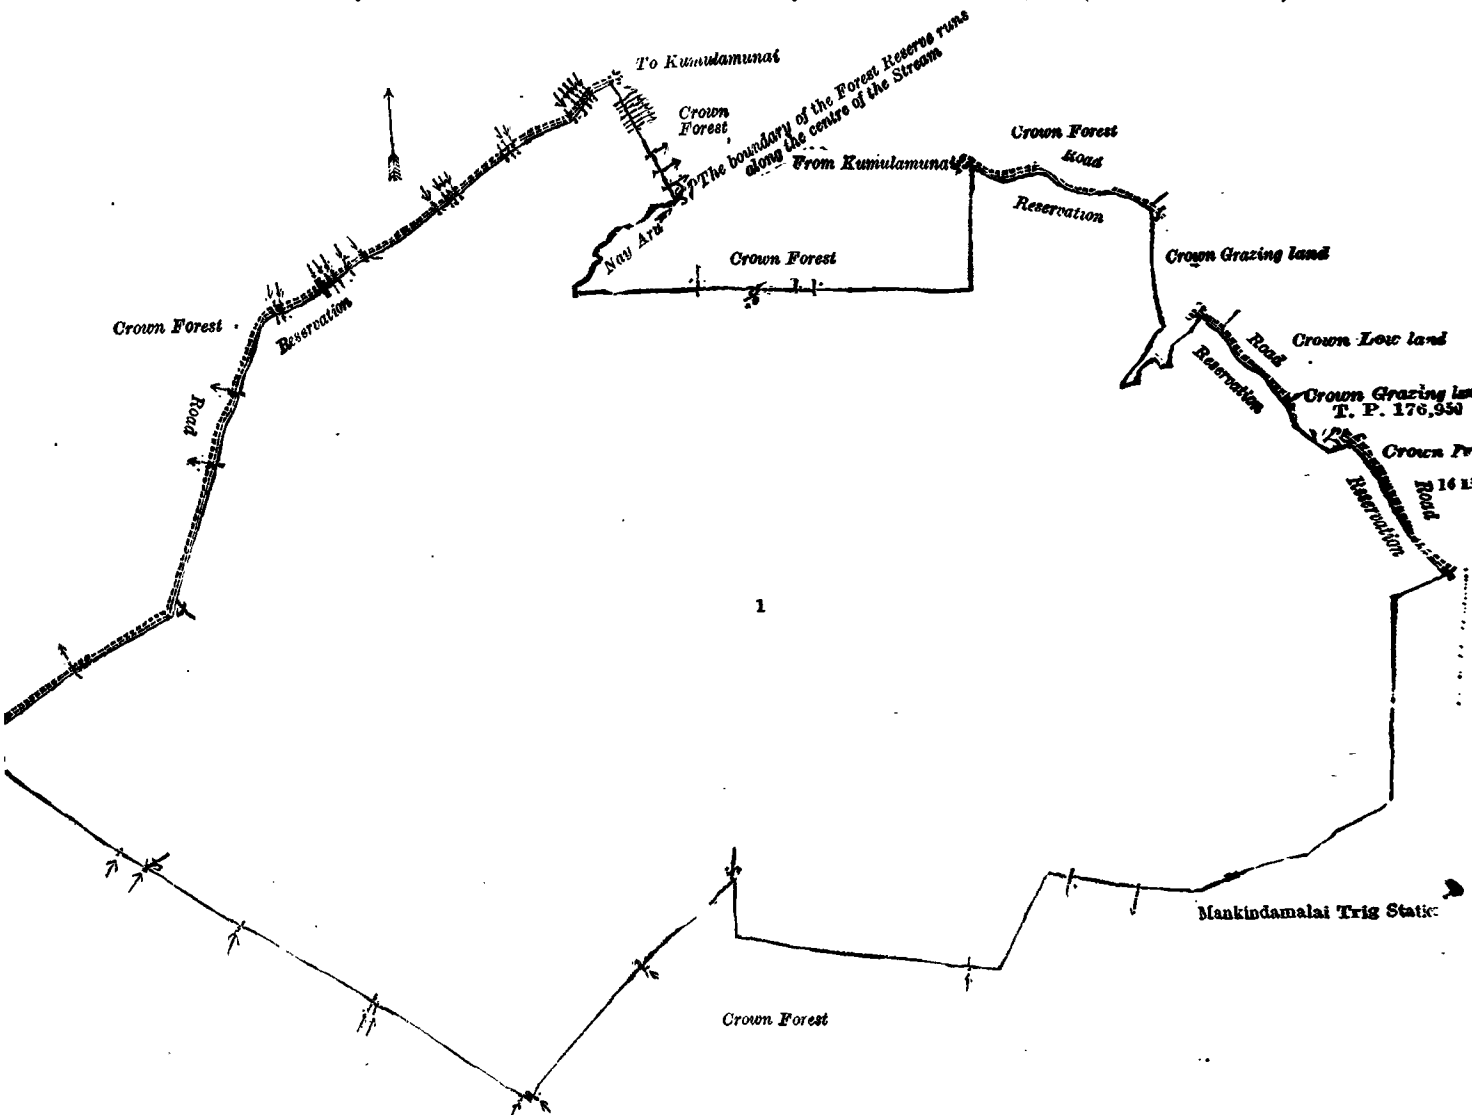 To Kumulamunai
Crown
Forest
The boundary of the Forest Reserve runs
along the centre of the Stream
Crown Forest
Road
From Kumulamunai
Reservation
Nay Aru
Crown Forest
Crown Grazing land
Crown Forest
Reservation
Road
Road
Reservation
Crown Low land
Crown Grazing
T. P. 176,950
Crown
Road
Reservation
16
1
Mankindamalai Trig
Crown Forest